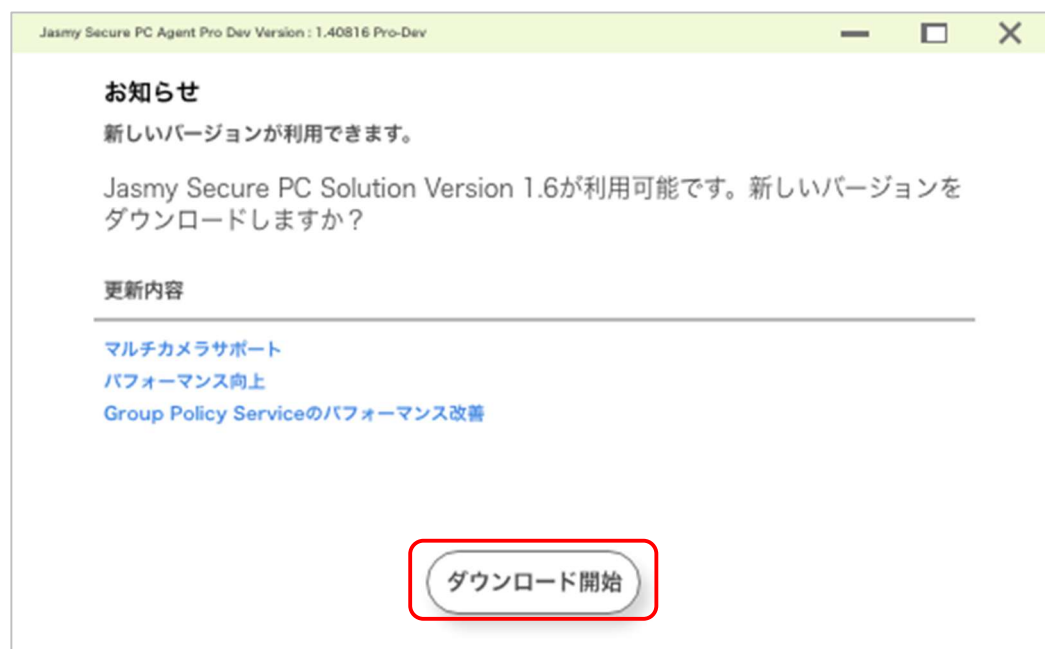 Jasmy Secure PC Agent Pro Dev Version : 1.40816 Pro-Dev
お知らせ
新しいバージョンが利用できます。
Jasmy Secure PC Solution Version 1.6が利用可能です。新しいバージョンを
ダウンロードしますか？
更新内容
マルチカメラサポート
パフォーマンス向上
Group Policy Serviceのパフォーマンス改善
ダウンロード開始